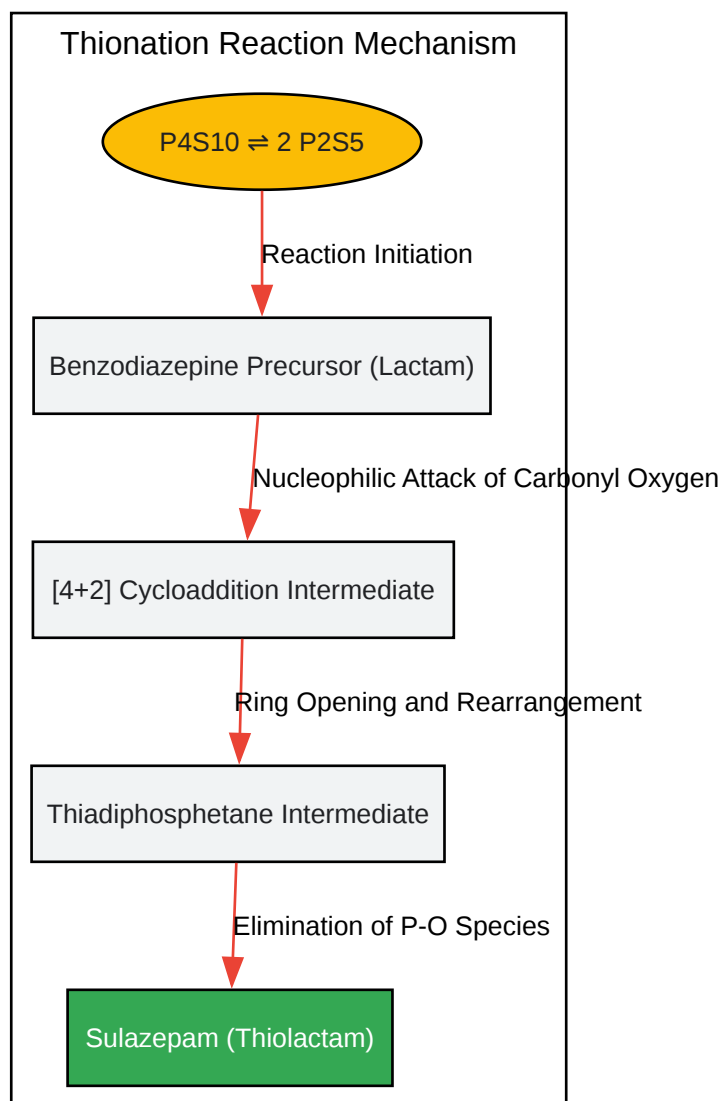 Thionation Reaction Mechanism
P4S10 ⇌ 2 P2S5
Reaction Initiation
Benzodiazepine Precursor (Lactam)
Nucleophilic Attack of Carbonyl Oxygen
[4+2] Cycloaddition Intermediate
Ring Opening and Rearrangement
Thiadiphosphetane Intermediate
Elimination of P-O Species
Sulazepam (Thiolactam)